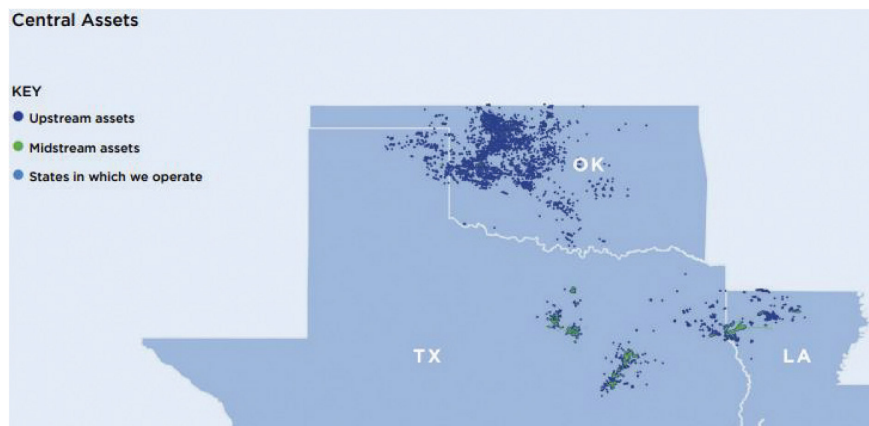 Central Assets
KEY
Upstream assets
Midstream assets
States in which we operate
OK
TX
LA